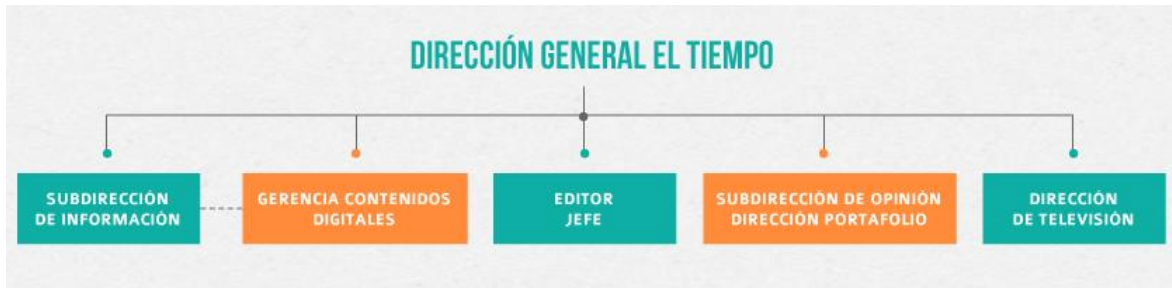 DIRECCIÓN GENERAL EL TIEMPO
SUBDIRECCIÓN
DE INFORMACIÓN
GERENCIA CONTENIDOS
DIGITALES
EDITOR
JEFE
SUBDIRECCIÓN DE OPINIÓN
DIRECCIÓN PORTAFOLIO
DIRECCIÓN
DE TELEVISIÓN